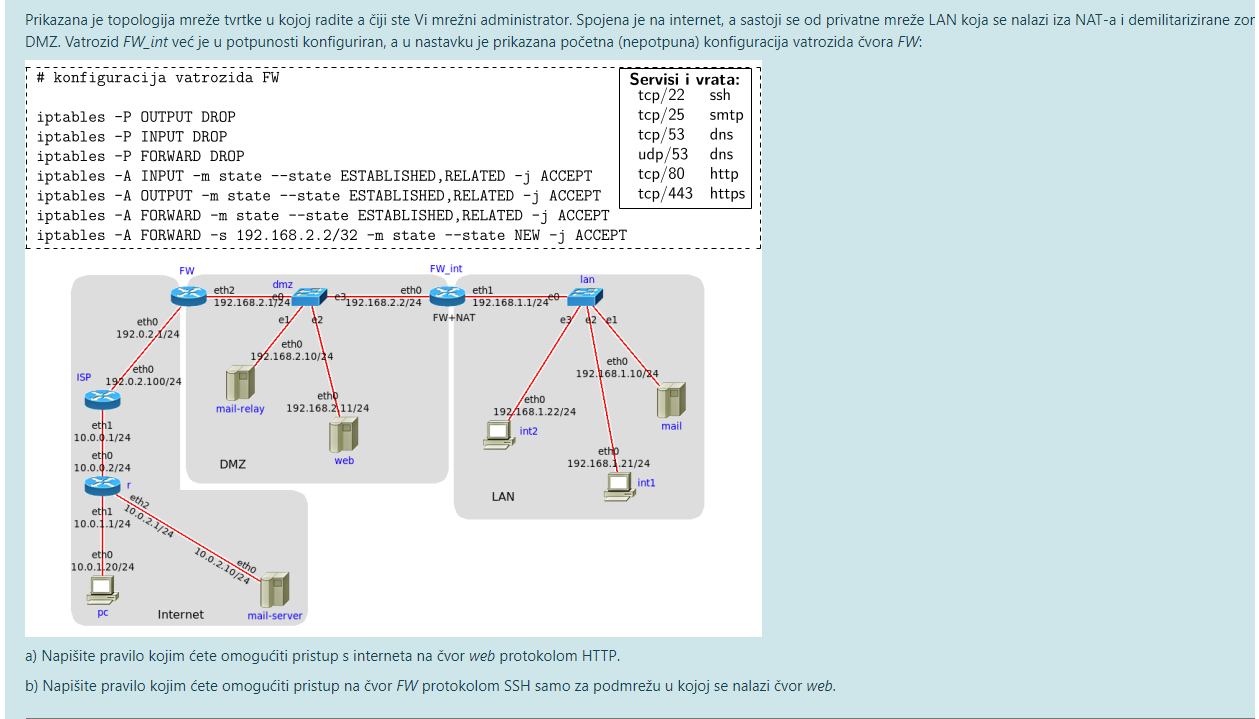 Prikazana je topologija mreže tvrtke u kojoj radite a čiji ste Vi mrežni administrator. Spojena je na internet, a sastoji se od privatne mreže LAN koja se nalazi iza NAT-a i demilitarizirane
DMZ. Vatrozid FW_int već je u potpunosti konfiguriran, a u nastavku je prikazana početna (nepotpuna) konfiguracija vatrozida čvora FW:
# konfiguracija vatrozida FW
iptables -P OUTPUT DROP
iptables -P INPUT DROP
iptables -P FORWARD DROP
iptables -A INPUT -m state --state ESTABLISHED,RELATED -j ACCEPT
iptables -A OUTPUT -m state --state ESTABLISHED,RELATED -j ACCEPT
iptables -A FORWARD -m state --state ESTABLISHED,RELATED -j ACCEPT
iptables -A FORWARD -s 192.168.2.2/32 -m state --state NEW -j ACCEPT
Servisi i vrata:
tcp/22 ssh
tcp/25 smtp
tcp/53 dns
udp/53 dns
tcp/80 http
tcp/443 https
FW
eth2
192.168.2.1/24
dmz
e0
e3
eth0
192.168.2.2/24
FW_int
FW+NAT
eth1
192.168.1.1/24
e0
lan
eth0
192.0.2.1/24
e1
e2
e3
e2
e1
eth0
192.168.2.10/24
eth0
192.168.1.10/24
ISP
eth0
192.0.2.100/24
mail-relay
eth0
192.168.2.11/24
eth0
192.168.1.22/24
int2
mail
eth1
10.0.0.1/24
eth0
10.0.0.2/24
DMZ
web
eth0
192.168.1.21/24
int1
LAN
r
eth2
10.0.2.1/24
eth1
10.0.1.1/24
eth0
10.0.1.20/24
eth0
10.0.2.10/24
pc
Internet
mail-server
a) Napišite pravilo kojim ćete omogućiti pristup s interneta na čvor web protokolom HTTP.
b) Napišite pravilo kojim ćete omogućiti pristup na čvor FW protokolom SSH samo za podmrežu u kojoj se nalazi čvor web.